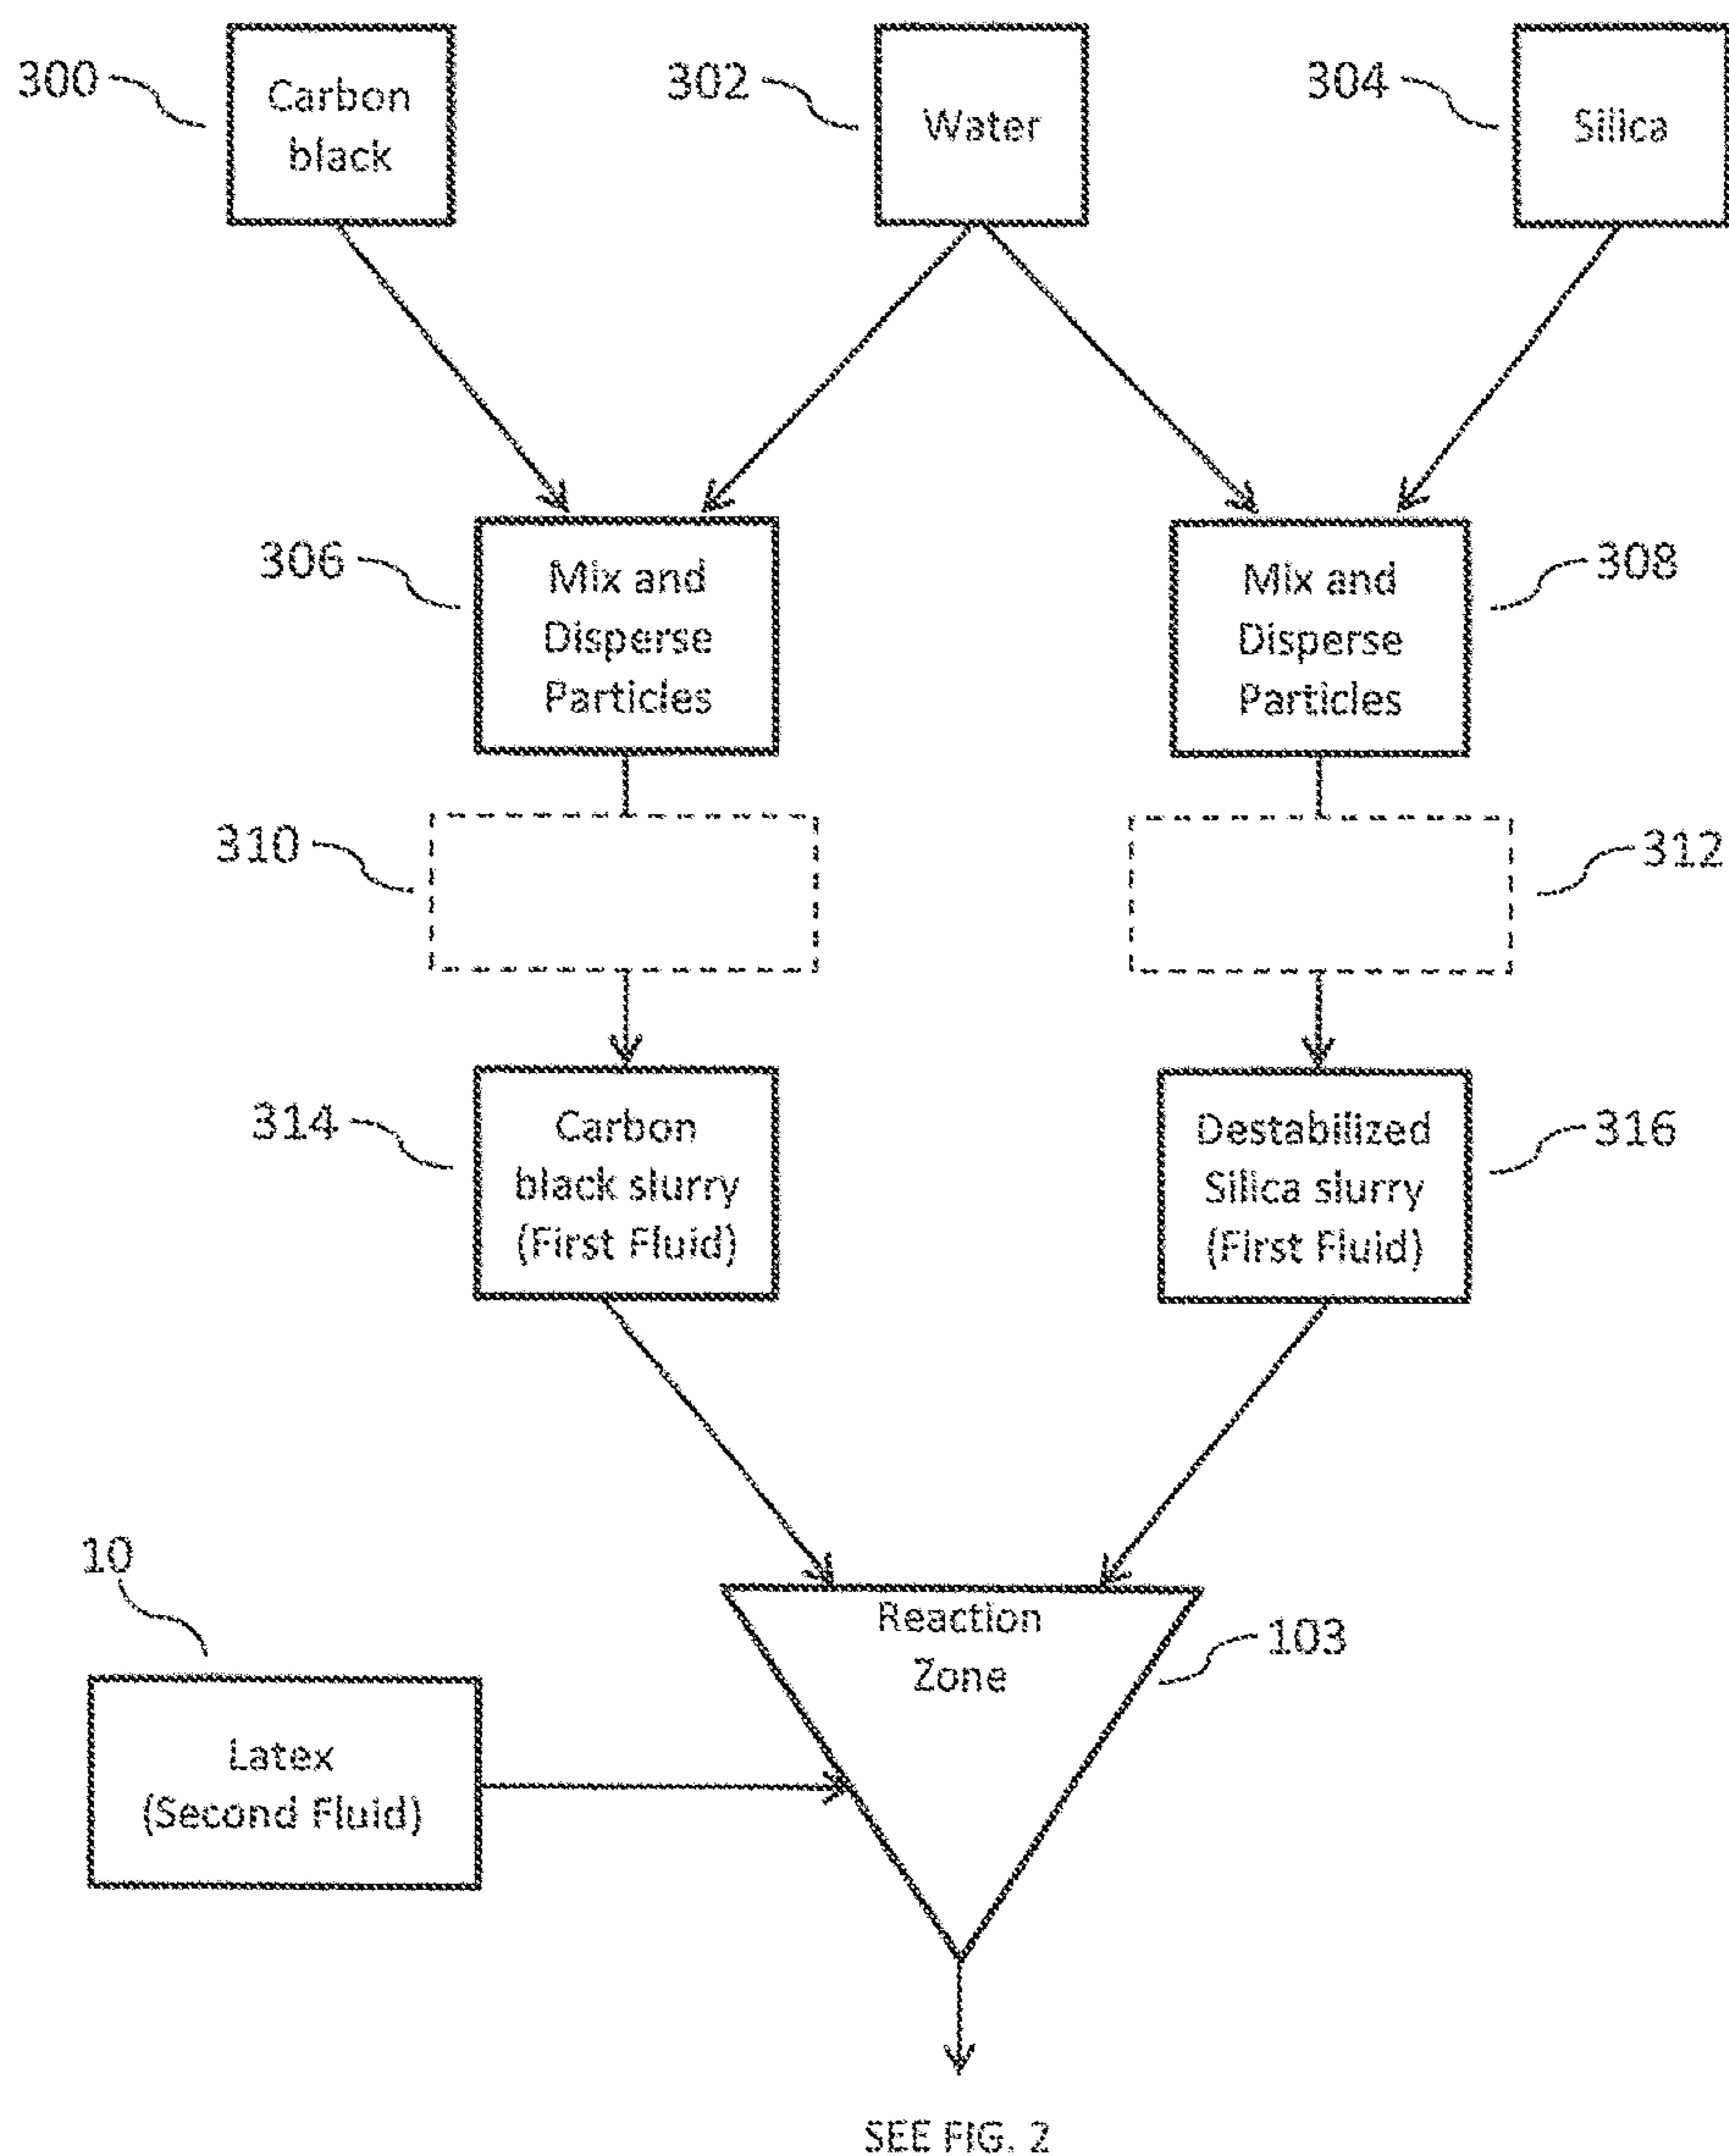 300
Carbon
black
302
Water
304
Silica
306
Mix and
Disperse
Particles
Mix and
Disperse
Particles
308
310
312
314
Carbon
black slurry
(First Fluid)
Destabilized
Silica slurry
(First Fluid)
316
10
Latex
(Second Fluid)
Reaction
Zone
103
SEE FIG. 2